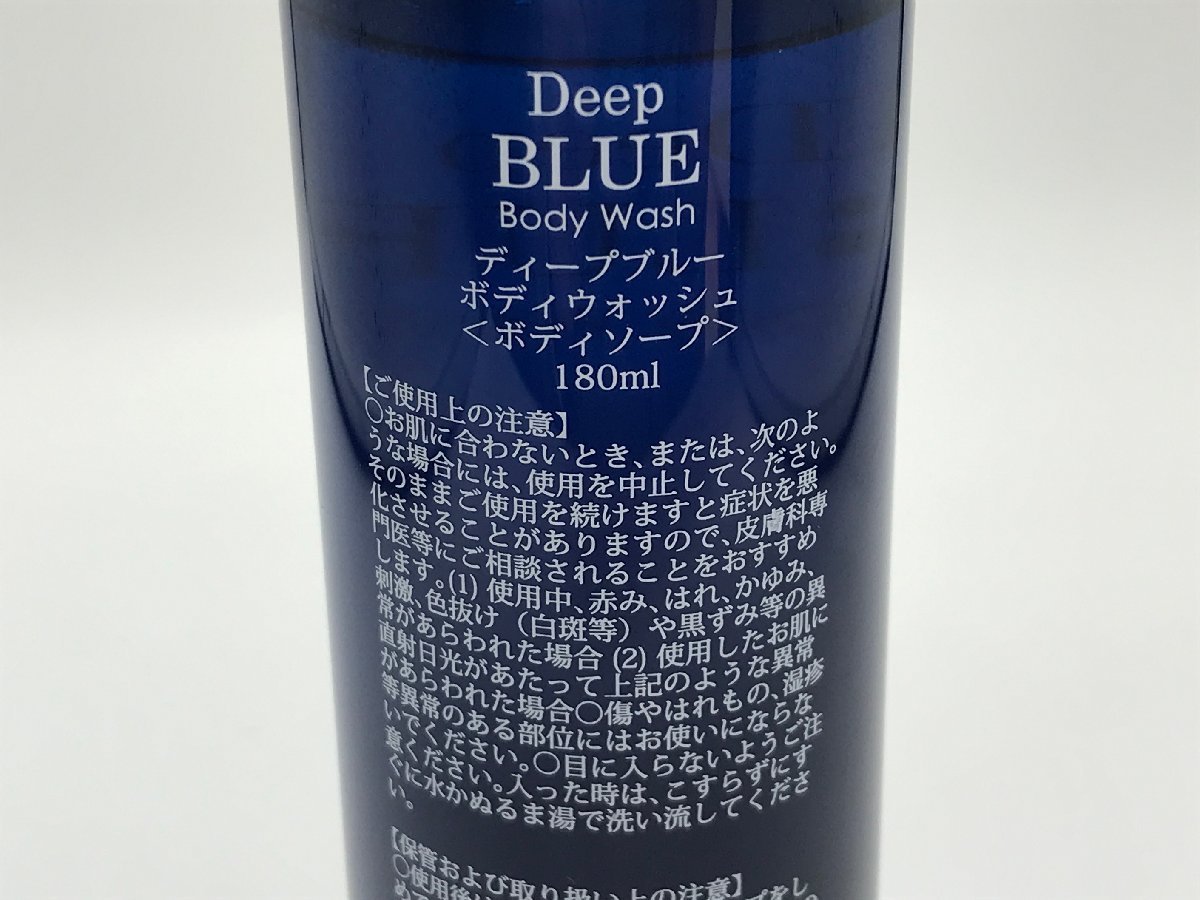 Deep
BLUE
Body Wash
ディープブルー
ボディウォッシュ
<ボディソープ>
180ml
【ご使用上の注意】
○お肌に合わないとき、または、次のよ
うな場合には、使用を中止してください。
そのままご使用を続けますと症状を悪
化させることがありますので、皮膚科専
門医等にご相談されることをおすすめ
します。(1) 使用中、赤み、はれ、かゆみ、
刺激、色抜け（白斑等）や黒ずみ等の異
常があらわれた場合 (2) 使用したお肌に
直射日光があたって上記のような異常
があらわれた場合○傷やはれもの、湿疹
等異常のある部位にはお使いにならな
いでください。○目に入らないようご注
意ください。入った時は、こすらずにす
ぐに水かぬるま湯で洗い流してくださ
い。
【保管および取り扱い上の注意】
○使用後は